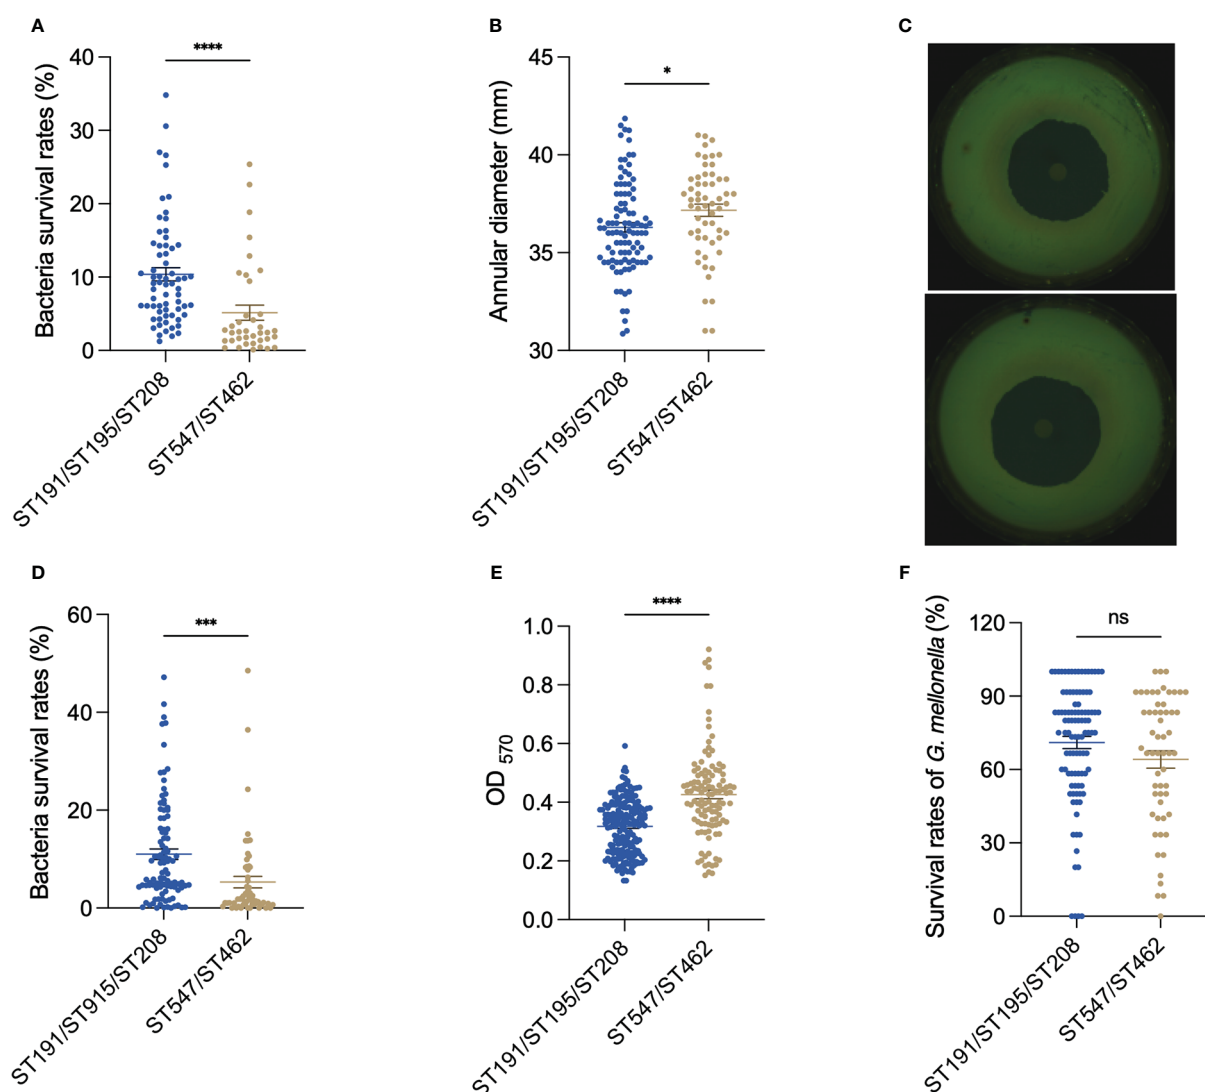 A
Bacteria survival rates (%)
40
30
20
10
0
****
ST191/ST195/ST208
ST547/ST462
B
Annular diameter (mm)
45
40
35
30
*
ST191/ST195/ST208
ST547/ST462
C
D
Bacteria survival rates (%)
60
40
20
0
***
ST191/ST915/ST208
ST547/ST462
E
OD 570
1.0
0.8
0.6
0.4
0.2
0.0
****
ST191/ST195/ST208
ST547/ST462
F
Survival rates of G. mellonella (%)
120
90
60
30
0
ns
ST191/ST195/ST208
ST547/ST462